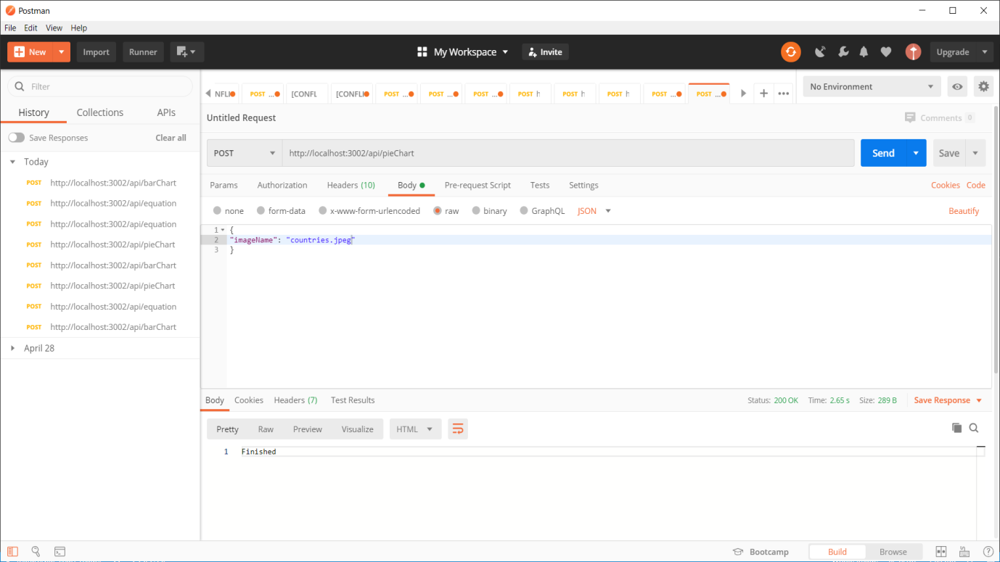 Postman
File Edit View Help
New Import Runner My Workspace Invite Upgrade
Filter
History Collections APIs
Save Responses Clear all
Today
POST http://localhost:3002/api/barChart
POST http://localhost:3002/api/equation
POST http://localhost:3002/api/equation
POST http://localhost:3002/api/pieChart
POST http://localhost:3002/api/barChart
POST http://localhost:3002/api/pieChart
POST http://localhost:3002/api/equation
POST http://localhost:3002/api/barChart
April 28
NFLI POST ... [CONFL [CONFLI POST ... POST ... POST ... POST h POST h POST h POST ... POST ... No Environment
Untitled Request Comments 0
POST http://localhost:3002/api/pieChart Send Save
Params Authorization Headers (10) Body Pre-request Script Tests Settings Cookies Code
none form-data x-www-form-urlencoded raw binary GraphQL JSON Beautify
1 {
2 "imageName": "countries.jpeg"
3 }
Body Cookies Headers (7) Test Results Status: 200 OK Time: 2.65 s Size: 289 B Save Response
Pretty Raw Preview Visualize HTML
1 Finished
Bootcamp Build Browse